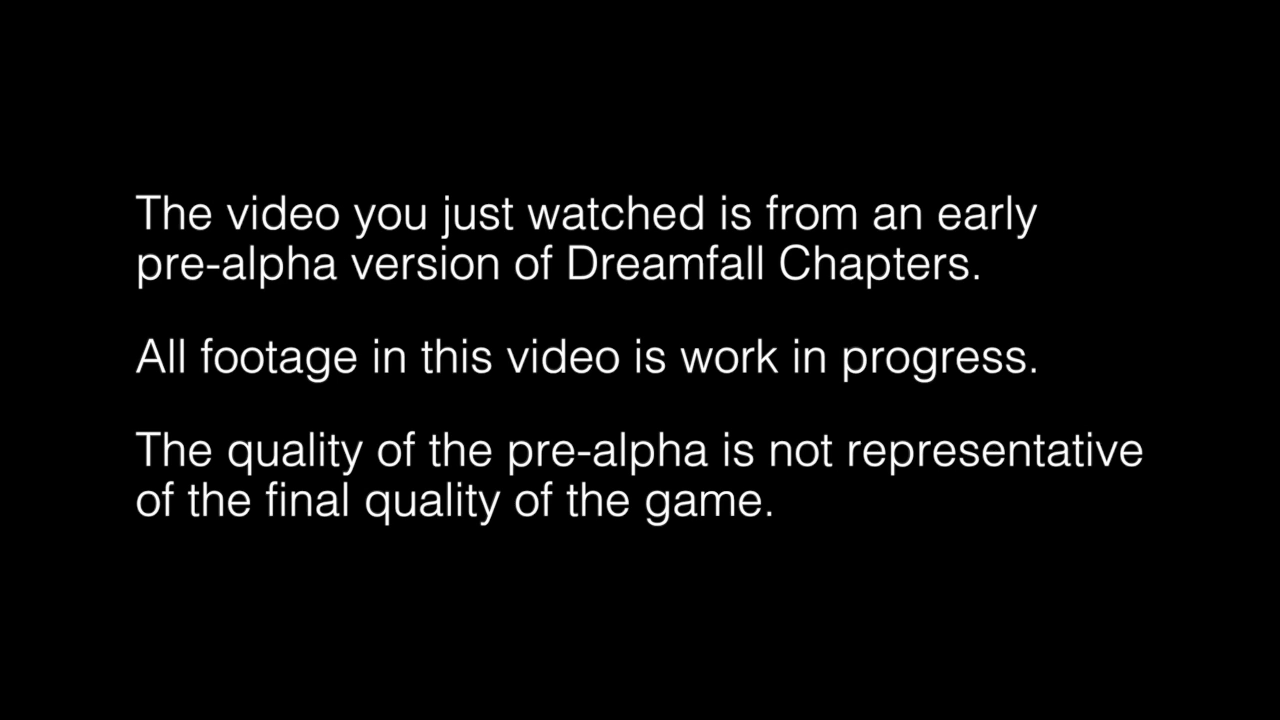 The video you just watched is from an early
pre-alpha version of Dreamfall Chapters.
All footage in this video is work in progress.
The quality of the pre-alpha is not representative
of the final quality of the game.